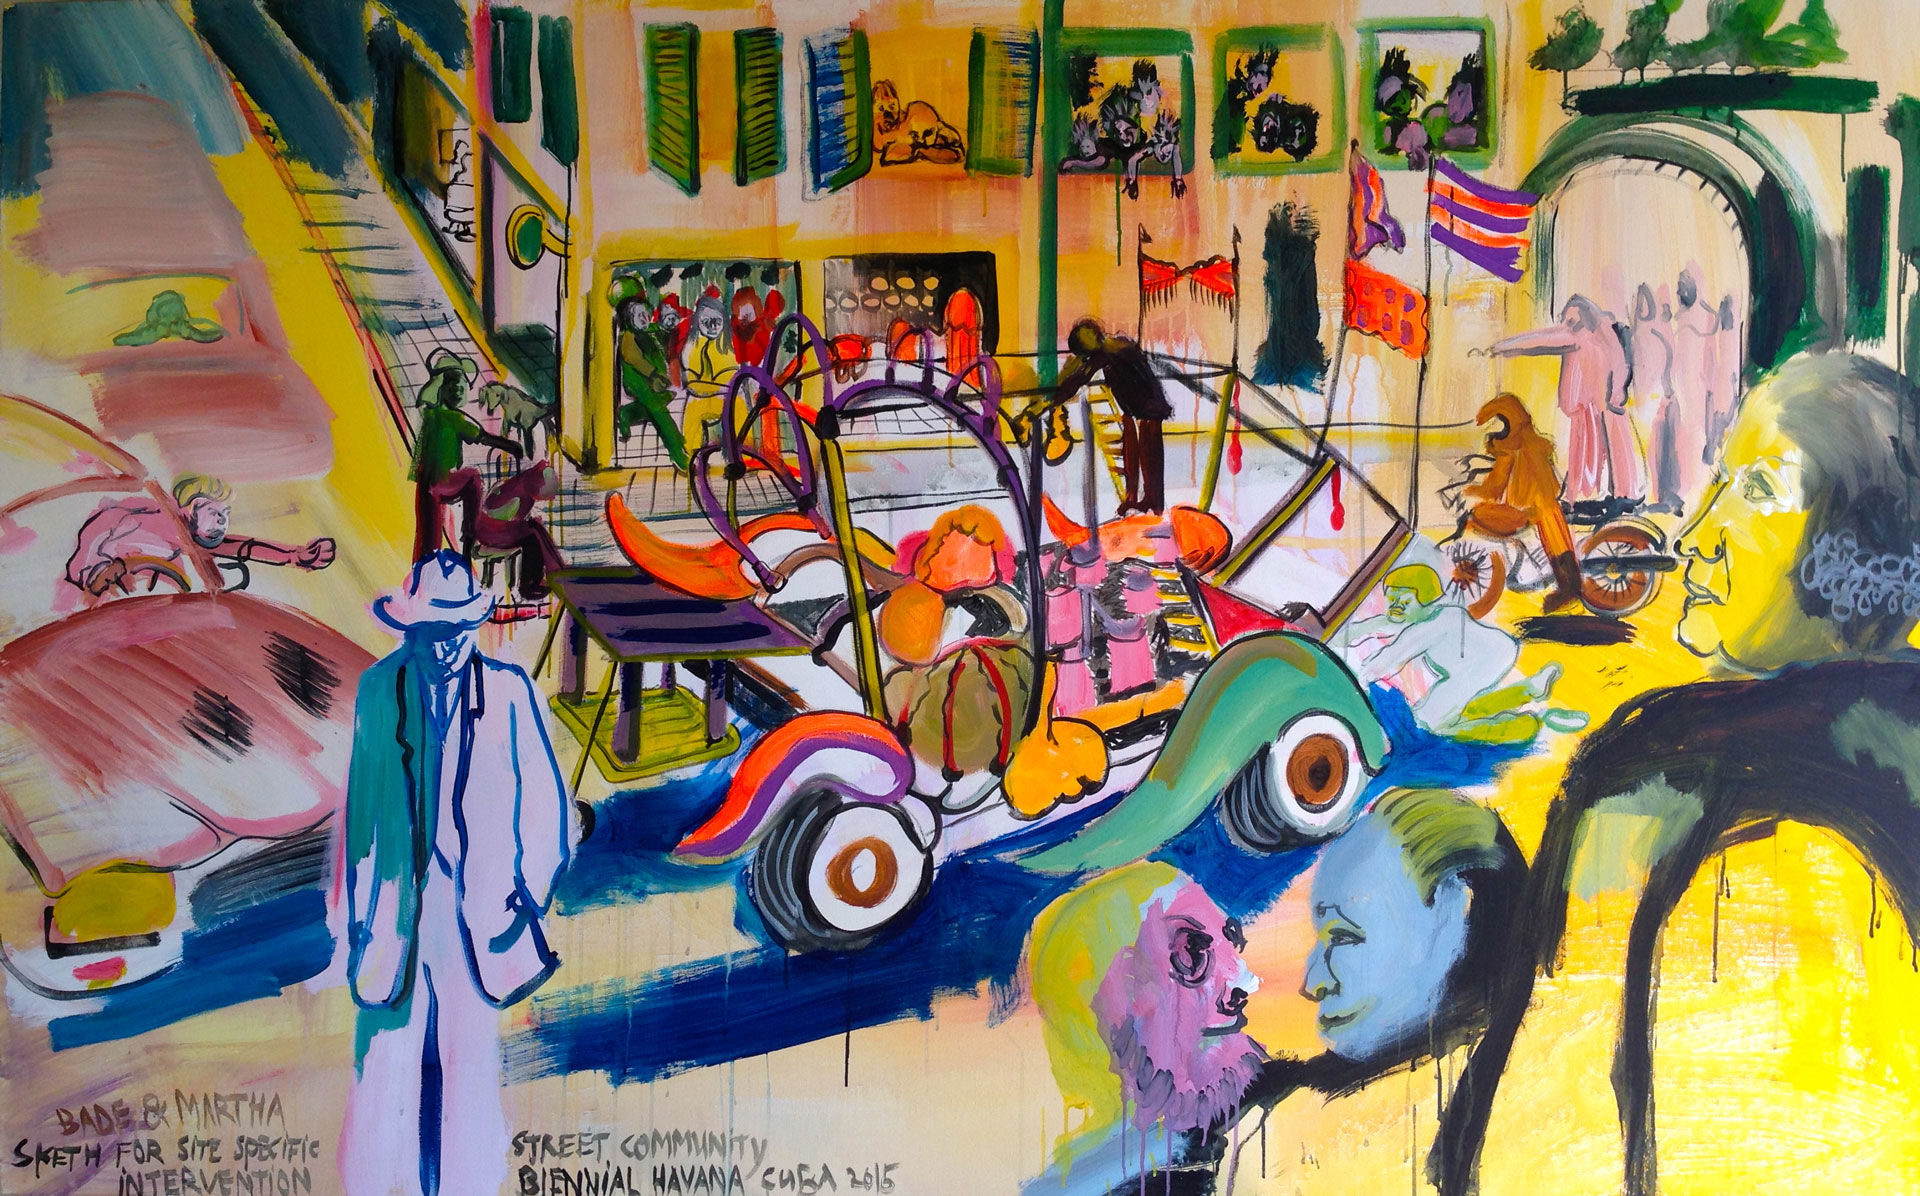 BADE & MARTHA
SKETH FOR SITE SPECIFIC
INTERVENTION
STREET COMMUNITY
BIENNIAL HAVANA CUBA 2015